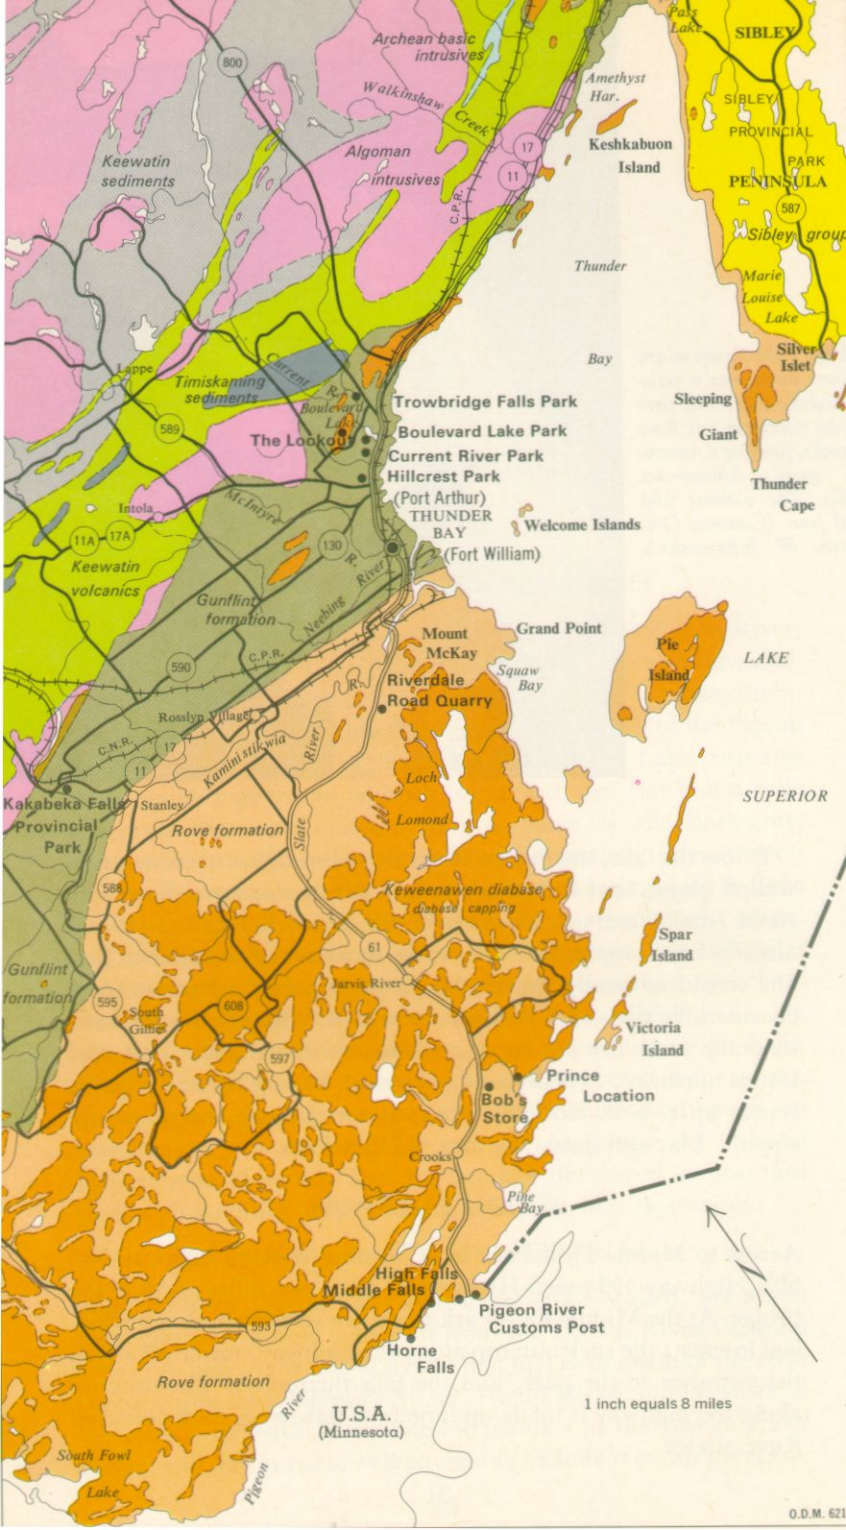 Pass
Lake
SIBLEY
Archean basic
intrusives
800
Amethyst
Har.
Walkinshaw
Creek
SIBLEY
PROVINCIAL
PARK
PENINSULA
587
Sibley group
Keshkabuon
Island
17
11
C.P.R.
Keewatin
sediments
Algoman
intrusives
Thunder
Bay
Marie
Louise
Lake
Silver
Islet
Sleeping
Giant
Thunder
Cape
Lappe
Timiskaming
sediments
Current
R.
Boulevard
Lake
Trowbridge Falls Park
589
The Lookout
Boulevard Lake Park
Current River Park
Hillcrest Park
(Port Arthur)
THUNDER
BAY
(Fort William)
Welcome Islands
Intola
McIntyre
R.
11A
17A
130
Keewatin
volcanics
Gunflint
formation
Neebing
River
590
C.P.R.
Mount
McKay
Grand Point
Squaw
Bay
Pie
Island
LAKE
SUPERIOR
Riverdale
Road Quarry
R.
Rosslyn Village
Kaministikwia
River
C.N.R.
17
11
Kakabeka Falls
Provincial
Park
Stanley
Slate
Loch
Lomond
Rove formation
588
Keweenawen diabase
diabase capping
61
Spar
Island
Gunflint
formation
Jarvis River
595
South
Gillies
608
597
Victoria
Island
Prince
Location
Bob's
Store
Crooks
Pine
Bay
High Falls
Middle Falls
Pigeon River
Customs Post
593
Horne
Falls
Rove formation
River
Pigeon
U.S.A.
(Minnesota)
1 inch equals 8 miles
South Fowl
Lake
N
O.D.M. 621